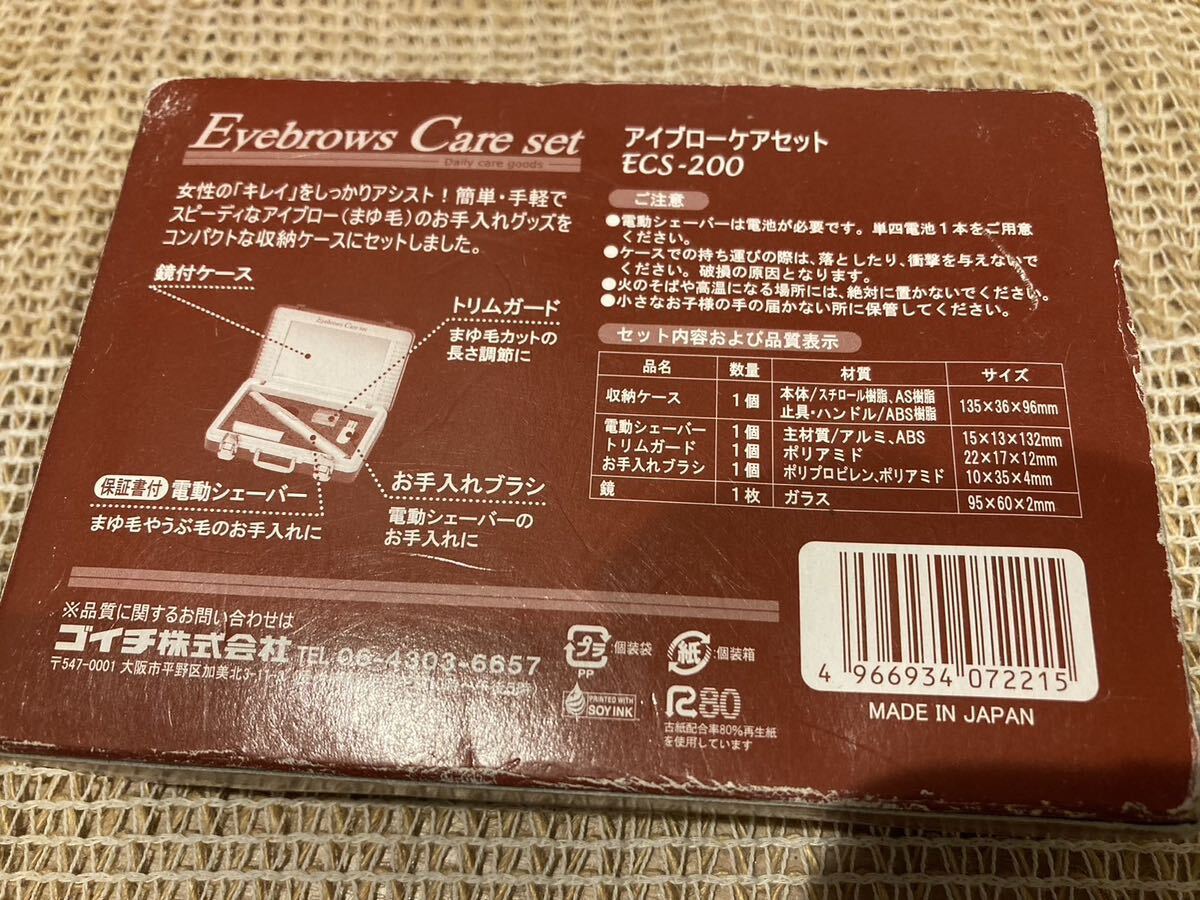 Eyebrows Care set
Daily care goods
女性の「キレイ」をしっかりアシスト！簡単・手軽で
スピーディなアイブロー(まゆ毛)のお手入れグッズを
コンパクトな収納ケースにセットしました。
鏡付ケース
Eyebrows Care set
トリムガード
まゆ毛カットの
長さ調節に
保証書付 電動シェーバー
まゆ毛やうぶ毛のお手入れに
お手入れブラシ
電動シェーバーの
お手入れに
アイブローケアセット
ECS-200
ご注意
●電動シェーバーは電池が必要です。単四電池1本をご用意
ください。
●ケースでの持ち運びの際は、落としたり、衝撃を与えないで
ください。破損の原因となります。
●火のそばや高温になる場所には、絶対に置かないでください。
●小さなお子様の手の届かない所に保管してください。
セット内容および品質表示
品名 数量 材質 サイズ
収納ケース 1個 本体/スチロール樹脂、AS樹脂 止具・ハンドル/ABS樹脂 135×36×96mm
電動シェーバー 1個 主材質/アルミ、ABS 15×13×132mm
トリムガード 1個 ポリアミド 22×17×12mm
お手入れブラシ 1個 ポリプロピレン、ポリアミド 10×35×4mm
鏡 1枚 ガラス 95×60×2mm
※品質に関するお問い合わせは
ゴイチ株式会社 TEL 06-4303-6657
〒547-0001 大阪市平野区加美北3-11-
プラ :個装袋
PP
紙 :個装箱
PRINTED WITH
SOY INK
R80
古紙配合率80%再生紙
を使用しています
4 966934 072215
MADE IN JAPAN